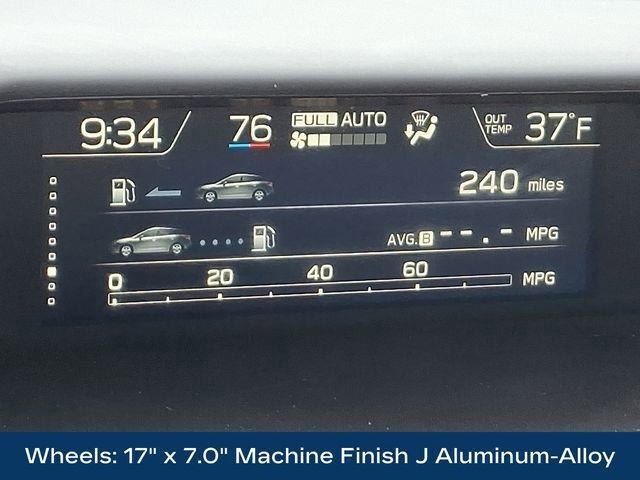 9:34 76 FULL AUTO OUT TEMP 37°F
240 miles
AVG. B --.- MPG
0 20 40 60 MPG
Wheels: 17" x 7.0" Machine Finish J Aluminum-Alloy